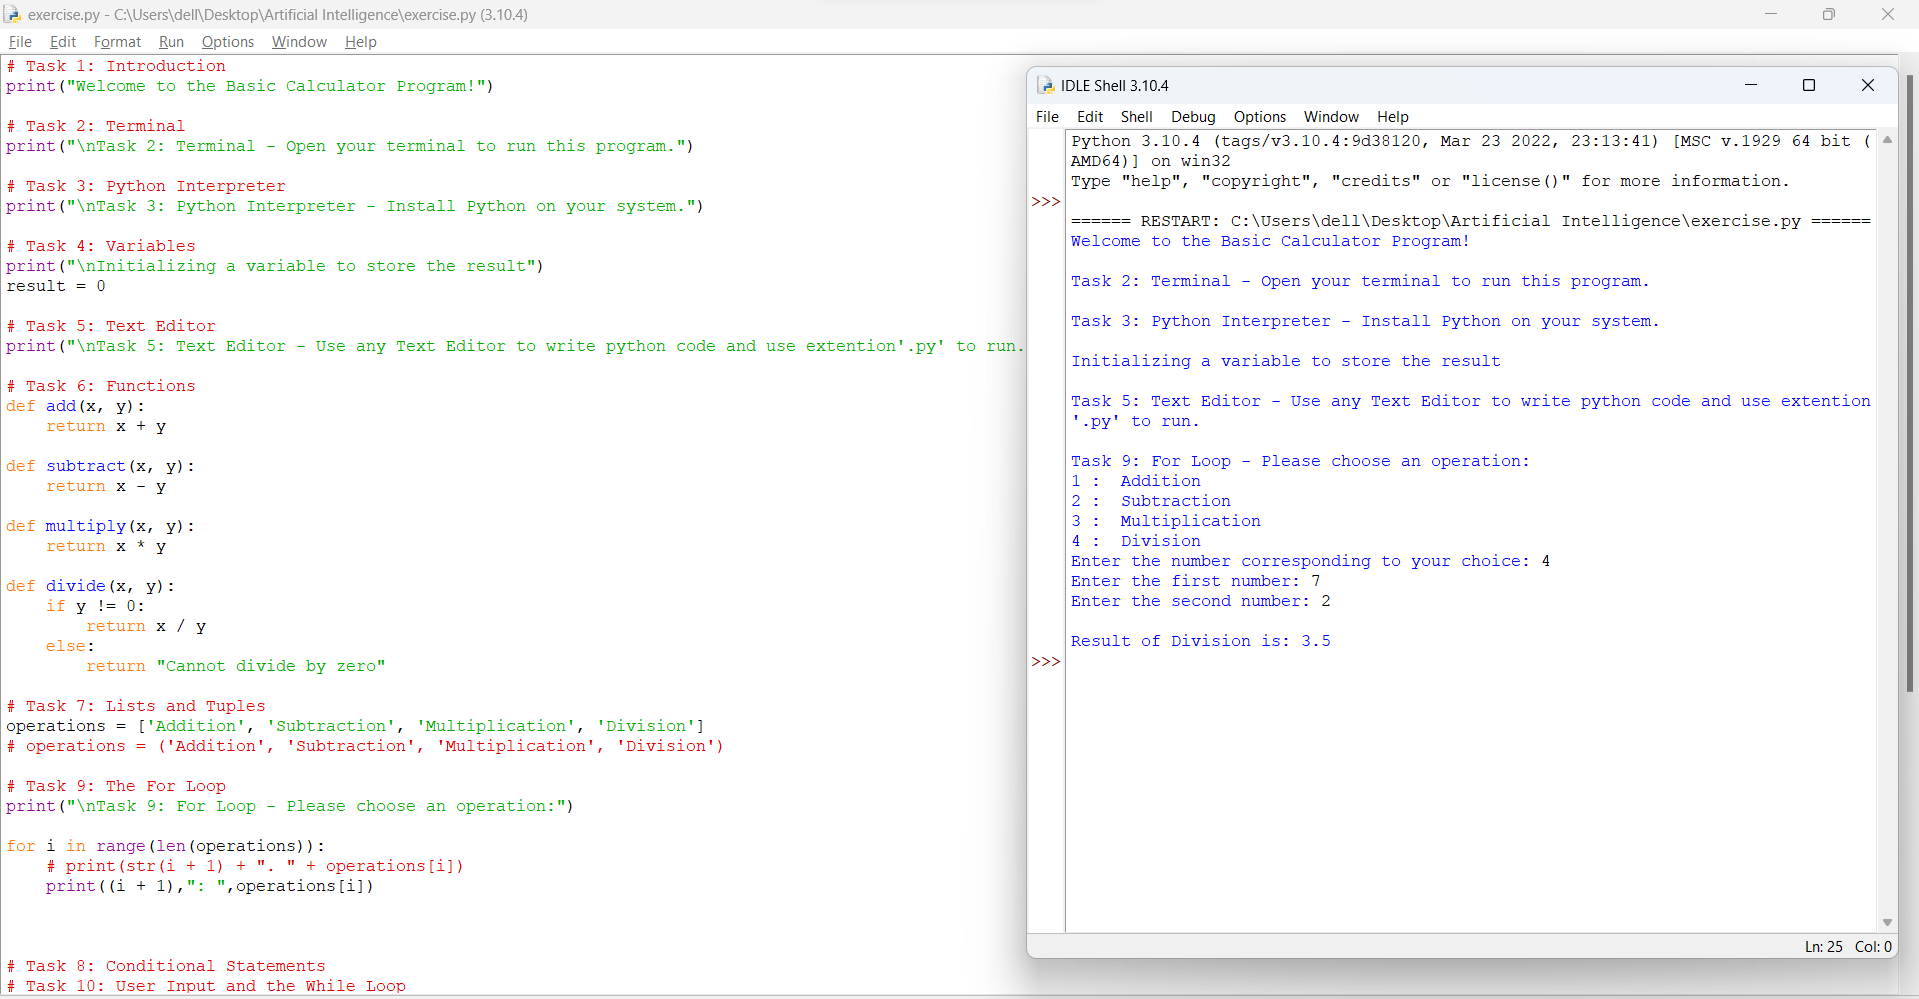 exercise.py - C:\Users\dell\Desktop\Artificial Intelligence\exercise.py (3.10.4)
File Edit Format Run Options Window Help
# Task 1: Introduction
print("Welcome to the Basic Calculator Program!")
# Task 2: Terminal
print("\nTask 2: Terminal - Open your terminal to run this program.")
# Task 3: Python Interpreter
print("\nTask 3: Python Interpreter - Install Python on your system.")
# Task 4: Variables
print("\nInitializing a variable to store the result")
result = 0
# Task 5: Text Editor
print("\nTask 5: Text Editor - Use any Text Editor to write python code and use extention'.py' to run.
# Task 6: Functions
def add(x, y):
    return x + y
def subtract(x, y):
    return x - y
def multiply(x, y):
    return x * y
def divide(x, y):
    if y != 0:
        return x / y
    else:
        return "Cannot divide by zero"
# Task 7: Lists and Tuples
operations = ['Addition', 'Subtraction', 'Multiplication', 'Division']
# operations = ('Addition', 'Subtraction', 'Multiplication', 'Division')
# Task 9: The For Loop
print("\nTask 9: For Loop - Please choose an operation:")
for i in range(len(operations)):
    # print(str(i + 1) + ". " + operations[i])
    print((i + 1),": ",operations[i])
# Task 8: Conditional Statements
# Task 10: User Input and the While Loop
IDLE Shell 3.10.4
File Edit Shell Debug Options Window Help
Python 3.10.4 (tags/v3.10.4:9d38120, Mar 23 2022, 23:13:41) [MSC v.1929 64 bit (
AMD64)] on win32
Type "help", "copyright", "credits" or "license()" for more information.
>>>
====== RESTART: C:\Users\dell\Desktop\Artificial Intelligence\exercise.py ======
Welcome to the Basic Calculator Program!
Task 2: Terminal - Open your terminal to run this program.
Task 3: Python Interpreter - Install Python on your system.
Initializing a variable to store the result
Task 5: Text Editor - Use any Text Editor to write python code and use extention
'.py' to run.
Task 9: For Loop - Please choose an operation:
1 :  Addition
2 :  Subtraction
3 :  Multiplication
4 :  Division
Enter the number corresponding to your choice: 4
Enter the first number: 7
Enter the second number: 2
Result of Division is: 3.5
>>>
Ln: 25 Col: 0